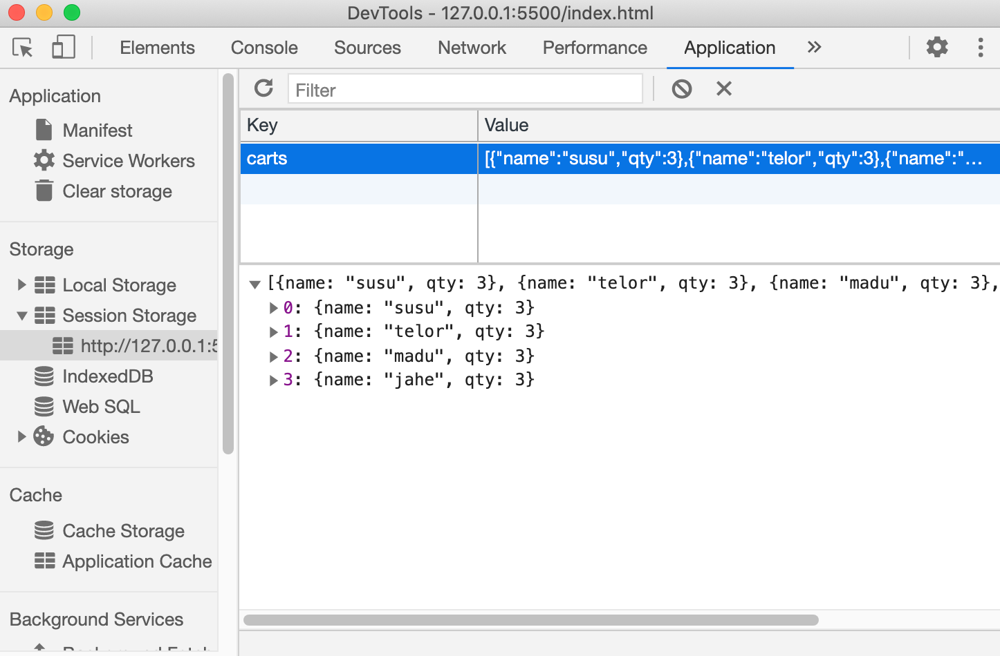 DevTools - 127.0.0.1:5500/index.html
Elements Console Sources Network Performance Application »
Application
Manifest
Service Workers
Clear storage
Storage
Local Storage
Session Storage
http://127.0.0.1:5
IndexedDB
Web SQL
Cookies
Cache
Cache Storage
Application Cache
Background Services
Background Fetch
Filter
Key Value
carts [{"name":"susu","qty":3},{"name":"telor","qty":3},{"name":"…
[{name: "susu", qty: 3}, {name: "telor", qty: 3}, {name: "madu", qty: 3},
0: {name: "susu", qty: 3}
1: {name: "telor", qty: 3}
2: {name: "madu", qty: 3}
3: {name: "jahe", qty: 3}